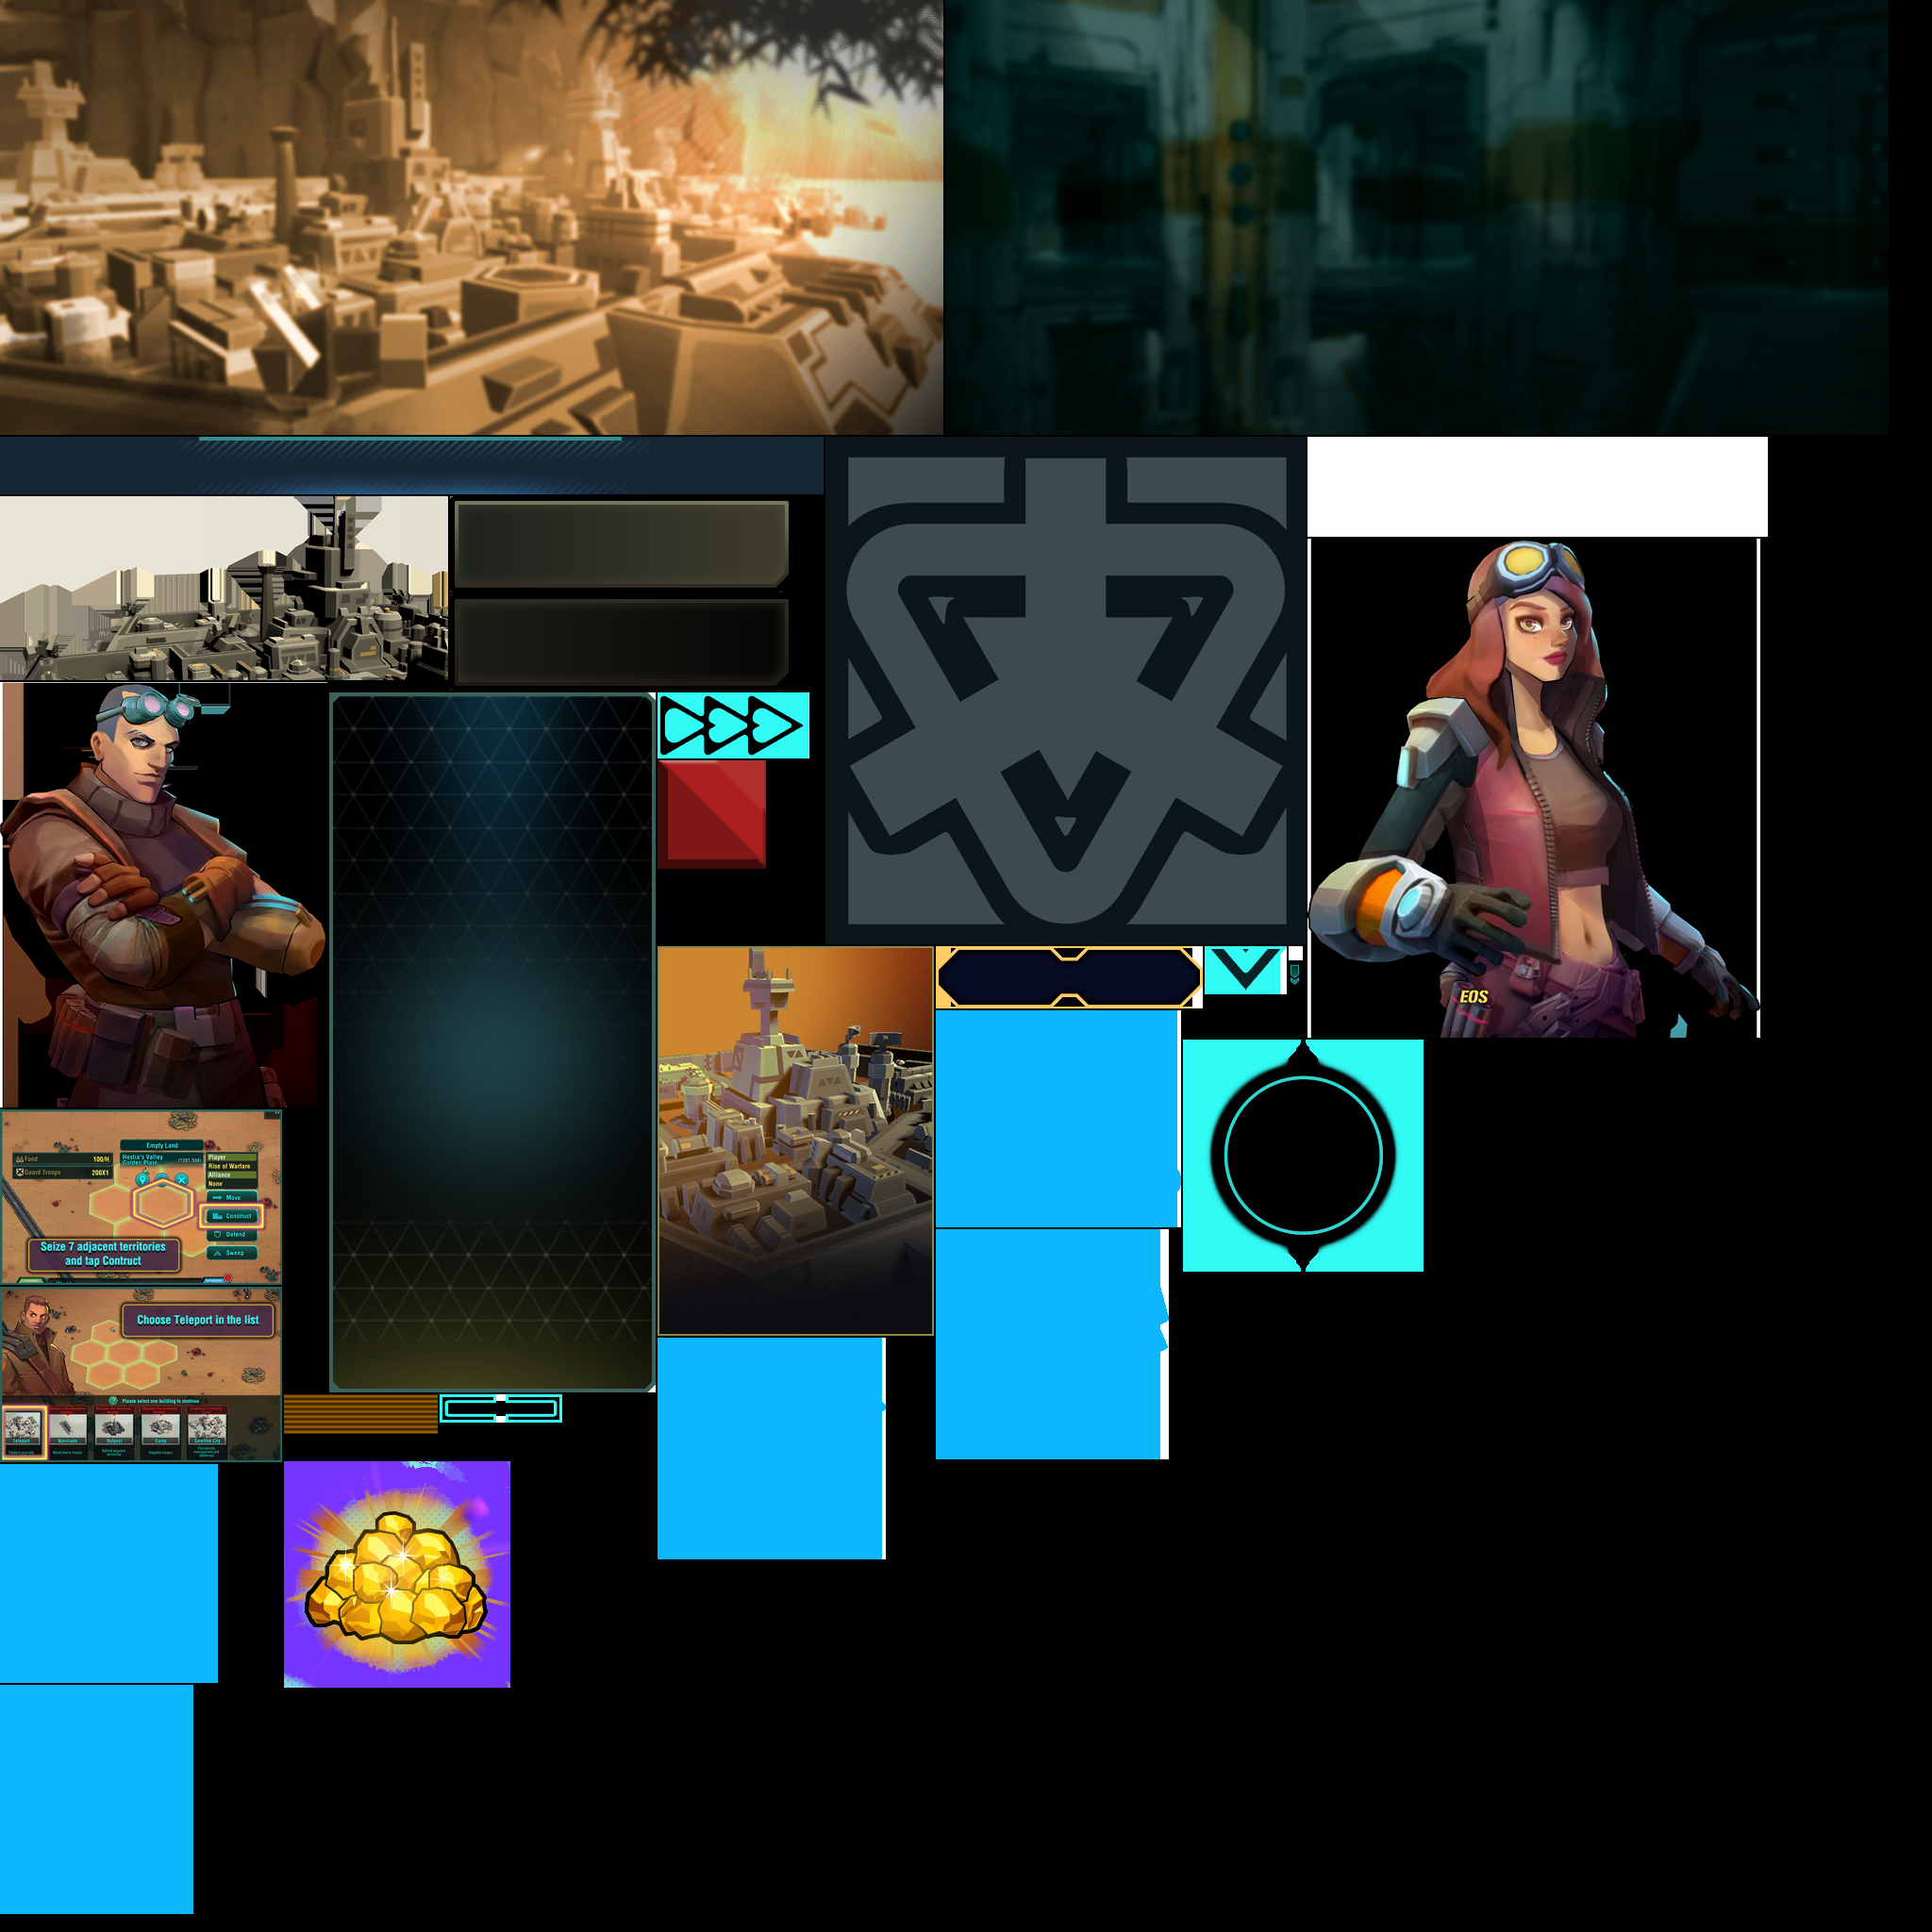 EOS
Empty Land
Food 100/H
Guard Troops 200X1
Hestia's Valley
Golden Plain
Player
Rise of Warfare
Alliance
None
Move
Construct
Defend
Sweep
Seize 7 adjacent territories
and tap Contruct
Choose Teleport in the list
Please select one building to continue
Teleport
Barricade
Outpost
Camp
Satellite City